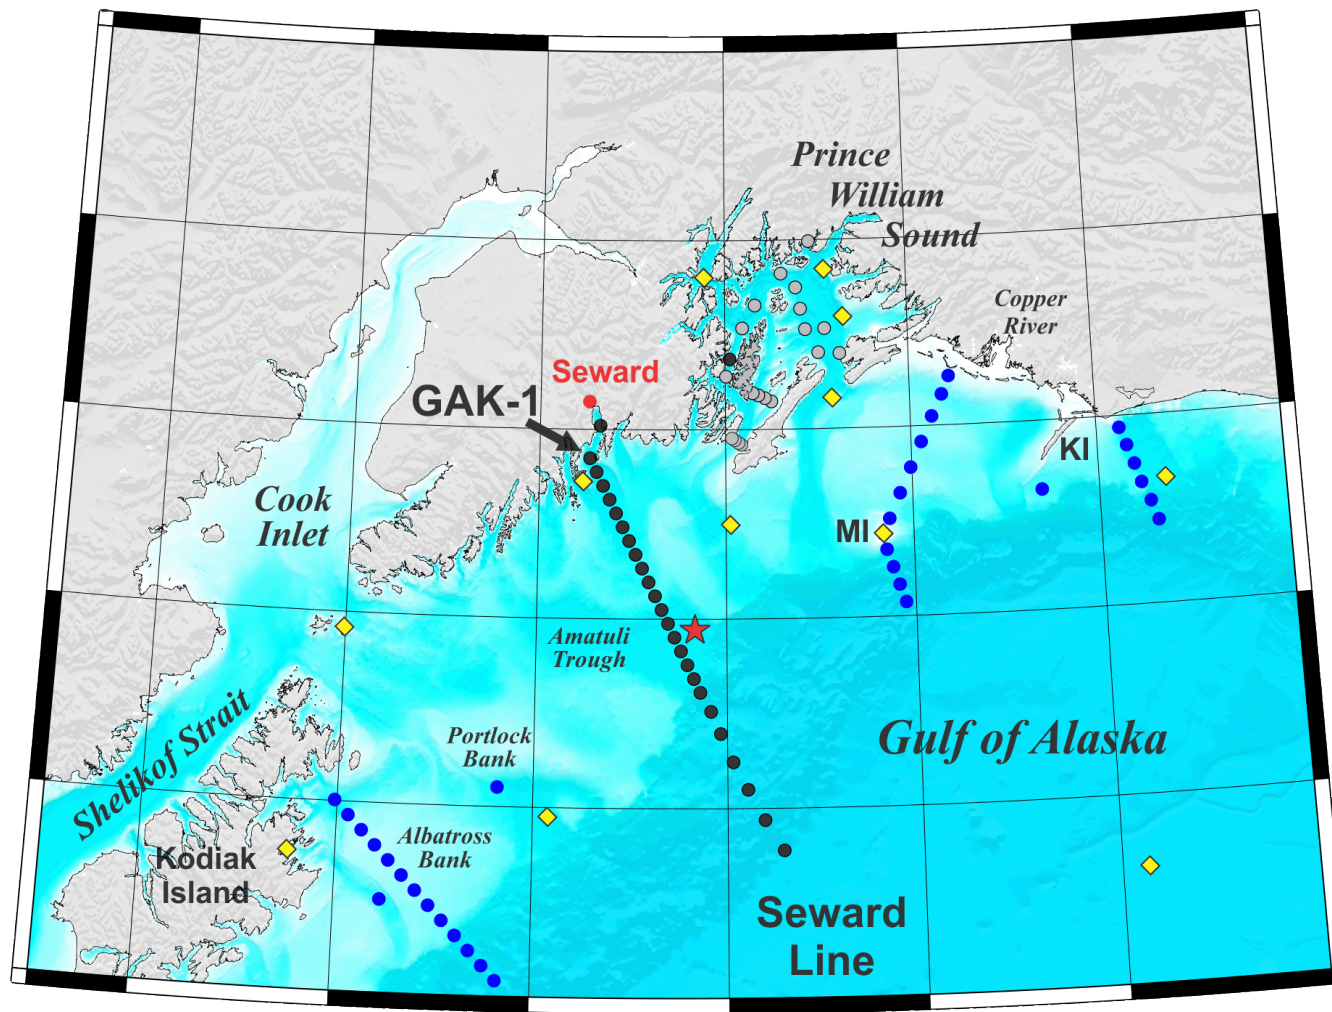 Prince
William
Sound
Copper
River
Seward
GAK-1
KI
Cook
Inlet
MI
Amatuli
Trough
Shelikof Strait
Portlock
Bank
Gulf of Alaska
Albatross
Bank
Kodiak
Island
Seward
Line